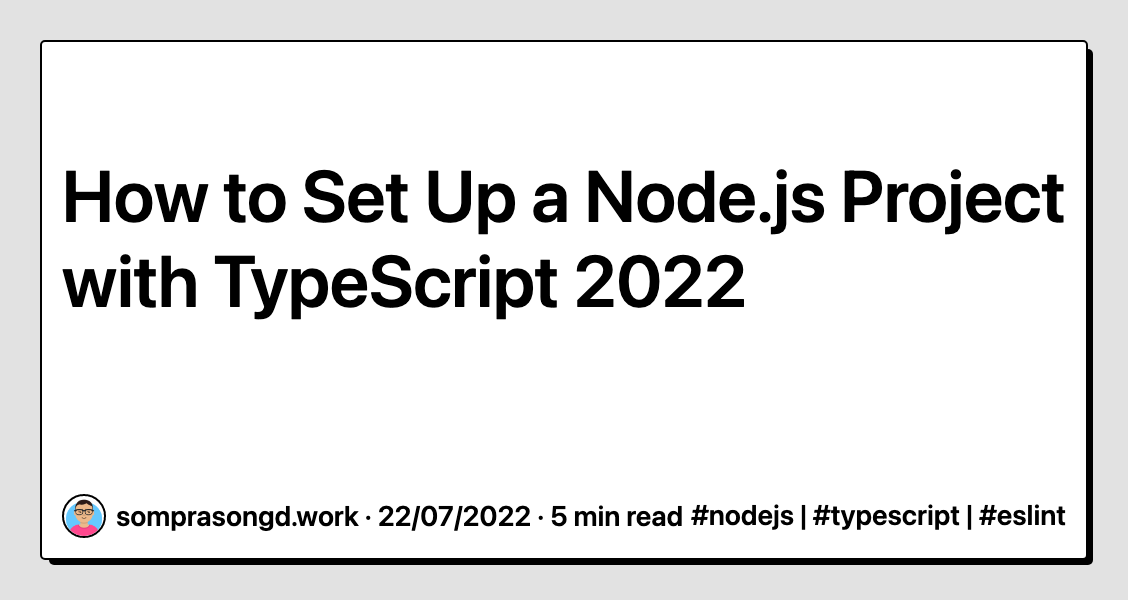 How to Set Up a Node.js Project
with TypeScript 2022
somprasongd.work · 22/07/2022 · 5 min read #nodejs | #typescript | #eslint